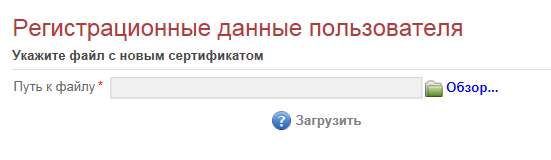 Регистрационные данные пользователя
Укажите файл с новым сертификатом
Путь к файлу * Обзор...
? Загрузить